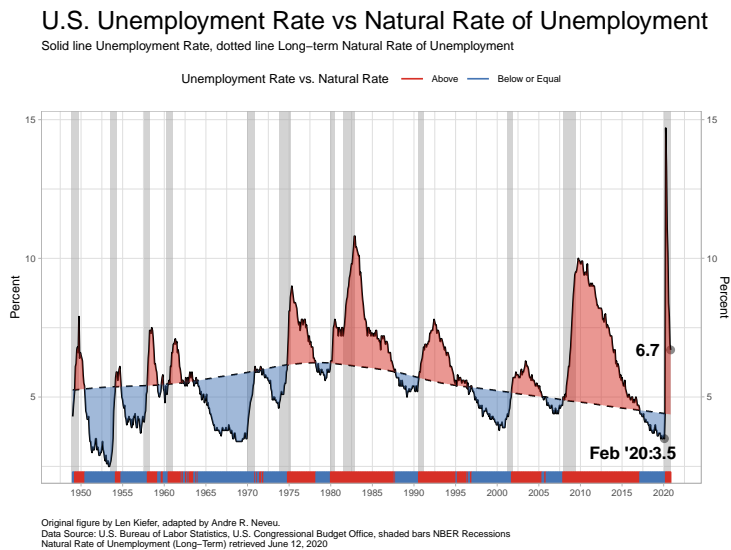 U.S. Unemployment Rate vs Natural Rate of Unemployment
Solid line Unemployment Rate, dotted line Long−term Natural Rate of Unemployment
Unemployment Rate vs. Natural Rate Above Below or Equal
15 15
10 10
5 5
Percent
Percent
6.7
Feb '20:3.5
1950 1955 1960 1965 1970 1975 1980 1985 1990 1995 2000 2005 2010 2015 2020
Original figure by Len Kiefer, adapted by Andre R. Neveu.
Data Source: U.S. Bureau of Labor Statistics, U.S. Congressional Budget Office, shaded bars NBER Recessions
Natural Rate of Unemployment (Long−Term) retrieved June 12, 2020